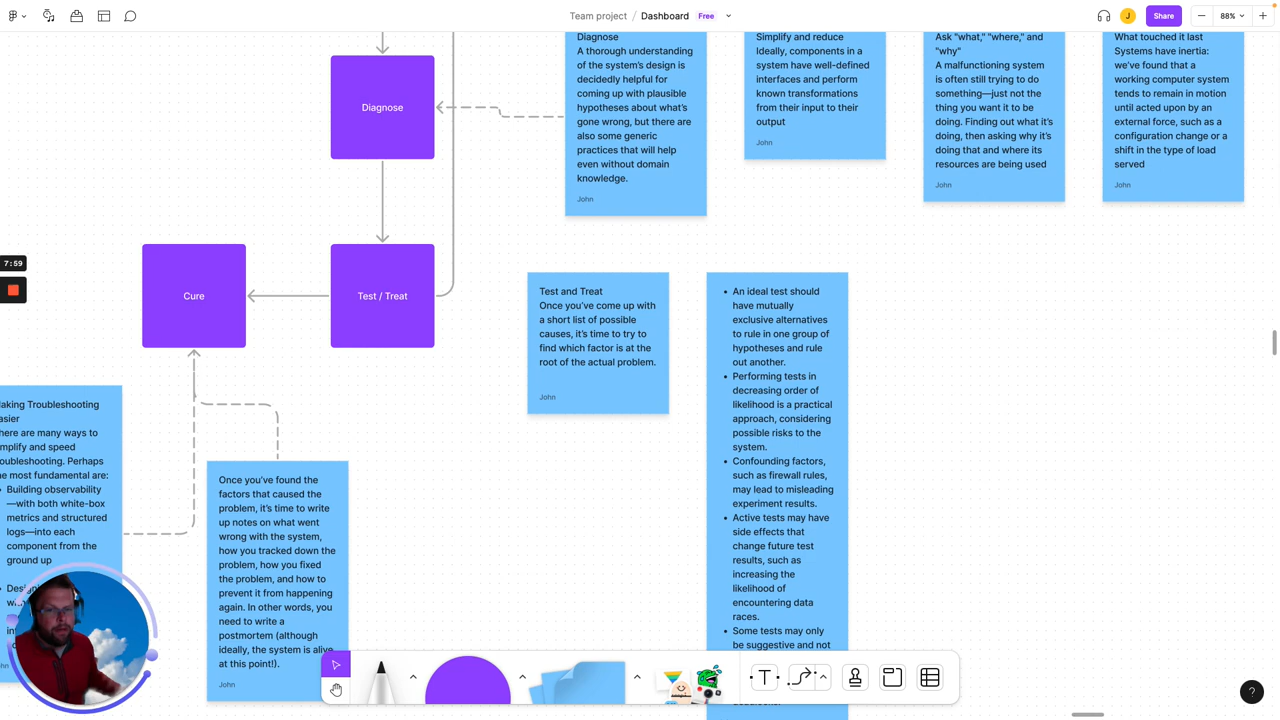 Team project / Dashboard Free
J
Share
88%
Diagnose
A thorough understanding
of the system's design is
decidedly helpful for
coming up with plausible
hypotheses about what's
gone wrong, but there are
also some generic
practices that will help
even without domain
knowledge.
John
Simplify and reduce
Ideally, components in a
system have well-defined
interfaces and perform
known transformations
from their input to their
output
John
Ask "what," "where," and
"why"
A malfunctioning system
is often still trying to do
something—just not the
thing you want it to be
doing. Finding out what it's
doing, then asking why it's
doing that and where its
resources are being used
John
What touched it last
Systems have inertia:
we've found that a
working computer system
tends to remain in motion
until acted upon by an
external force, such as a
configuration change or a
shift in the type of load
served
John
Diagnose
7:59
Cure
Test / Treat
Test and Treat
Once you've come up with
a short list of possible
causes, it's time to try to
find which factor is at the
root of the actual problem.
John
An ideal test should
have mutually
exclusive alternatives
to rule in one group of
hypotheses and rule
out another.
Performing tests in
decreasing order of
likelihood is a practical
approach, considering
possible risks to the
system.
Confounding factors,
such as firewall rules,
may lead to misleading
experiment results.
Active tests may have
side effects that
change future test
results, such as
increasing the
likelihood of
encountering data
races.
Some tests may only
be suggestive and not
aking Troubleshooting
asier
here are many ways to
mplify and speed
oubleshooting. Perhaps
he most fundamental are:
Building observability
—with both white-box
metrics and structured
logs—into each
component from the
ground up
Once you've found the
factors that caused the
problem, it's time to write
up notes on what went
wrong with the system,
how you tracked down the
problem, how you fixed
the problem, and how to
prevent it from happening
again. In other words, you
need to write a
postmortem (although
ideally, the system is alive
at this point!).
John
T
?